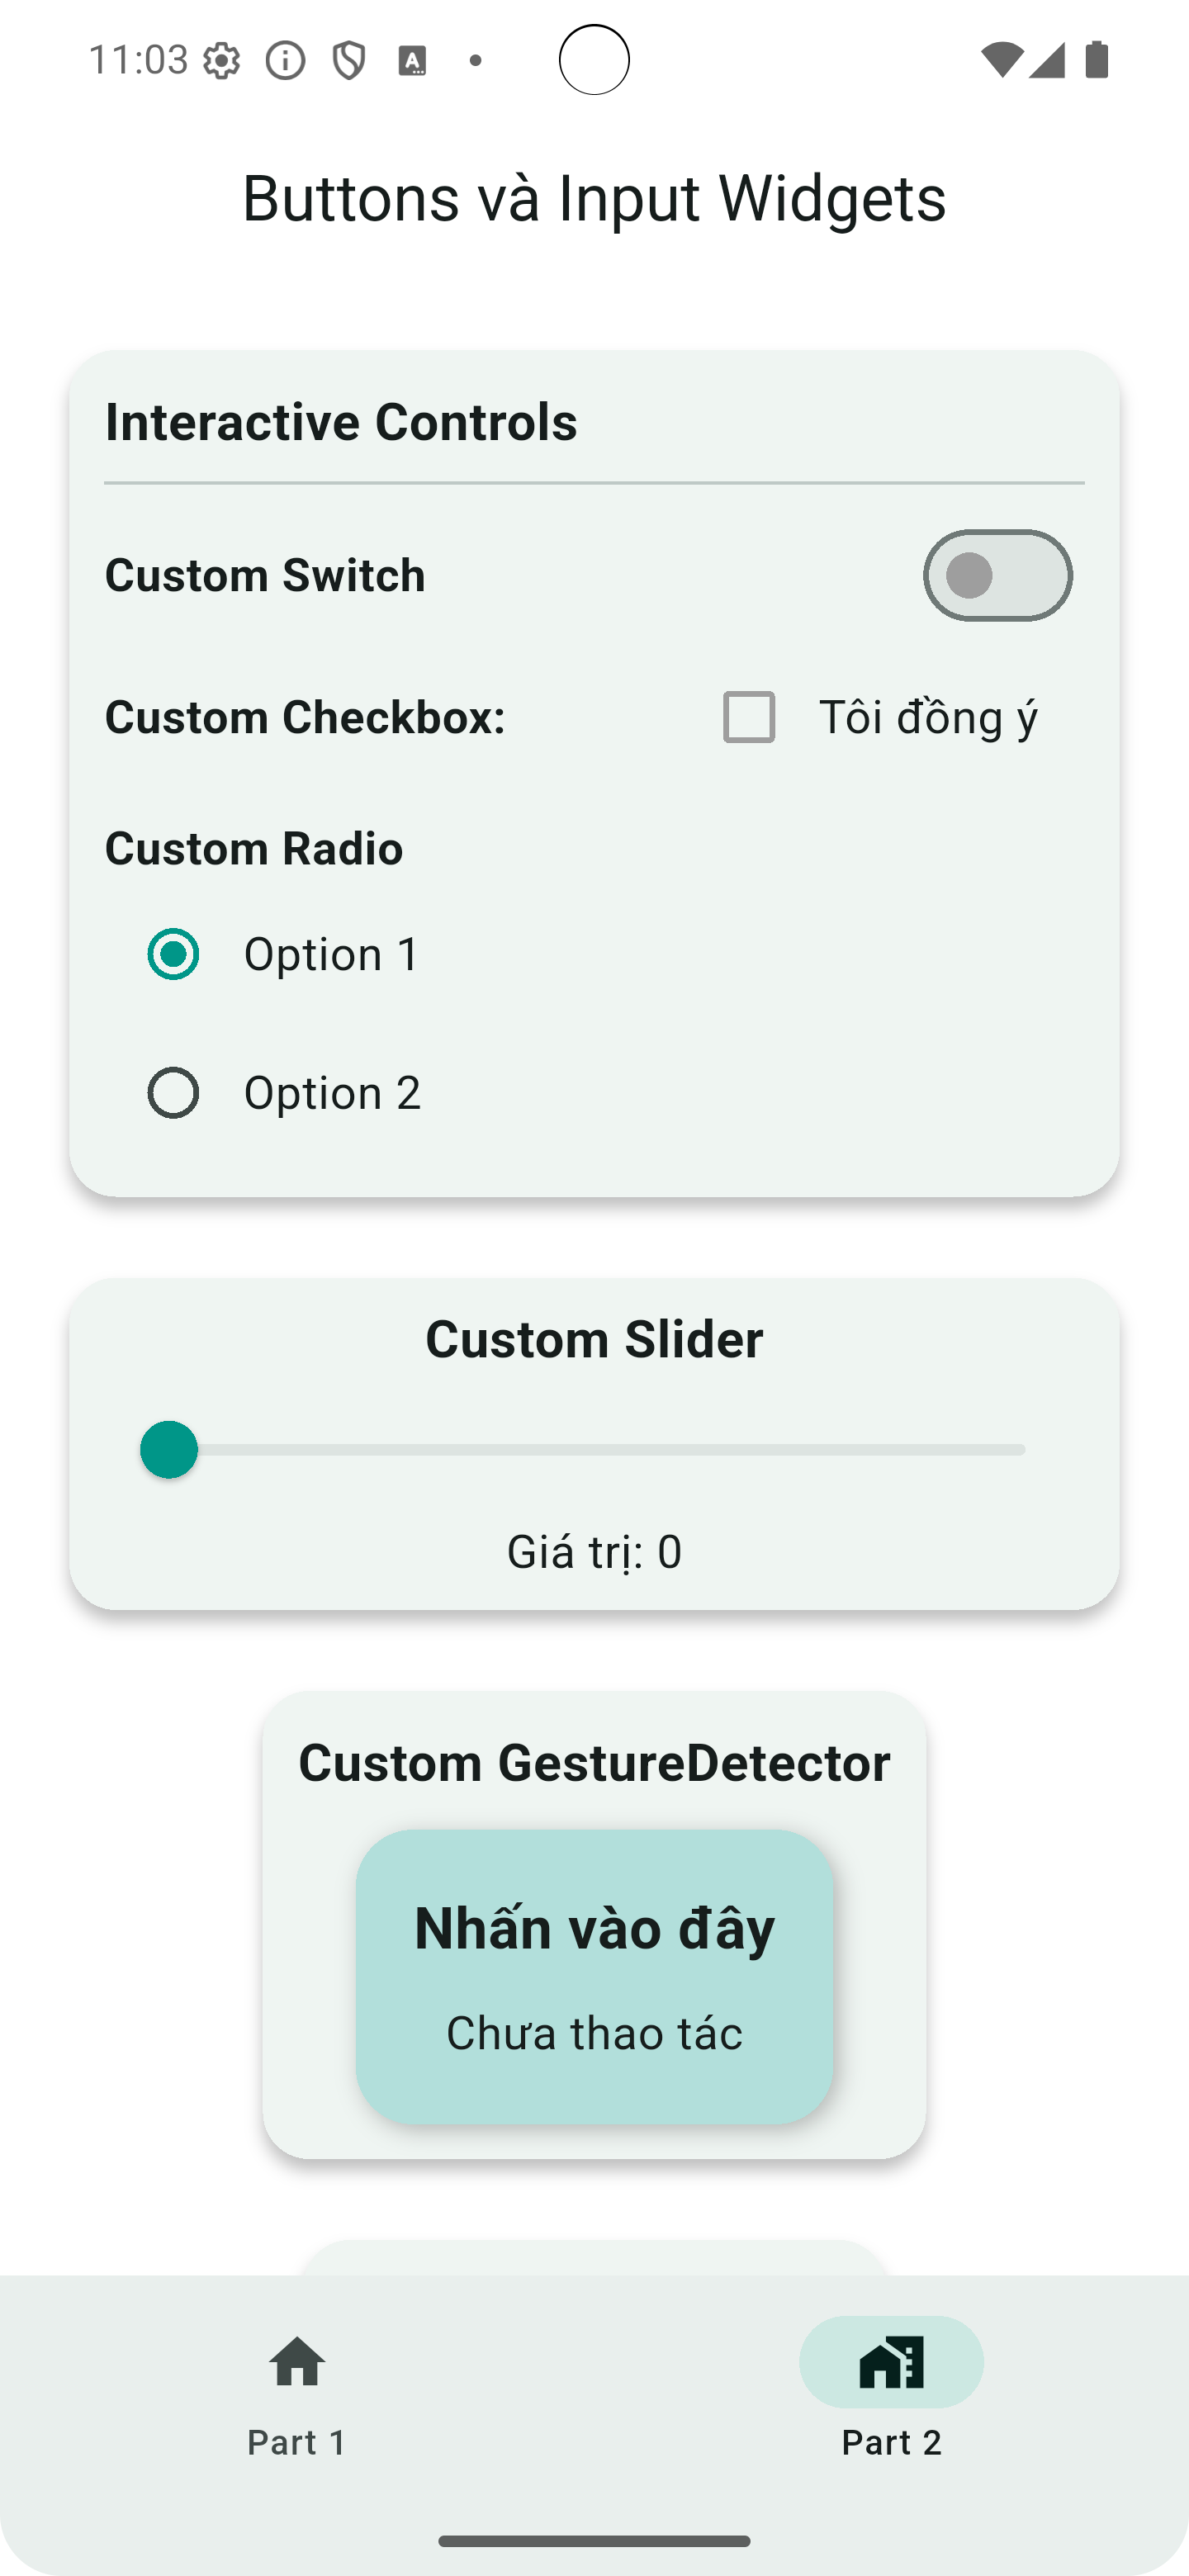 11:03
Buttons và Input Widgets
Interactive Controls
Custom Switch
Custom Checkbox: Tôi đồng ý
Custom Radio
Option 1
Option 2
Custom Slider
Giá trị: 0
Custom GestureDetector
Nhấn vào đây
Chưa thao tác
Part 1 Part 2